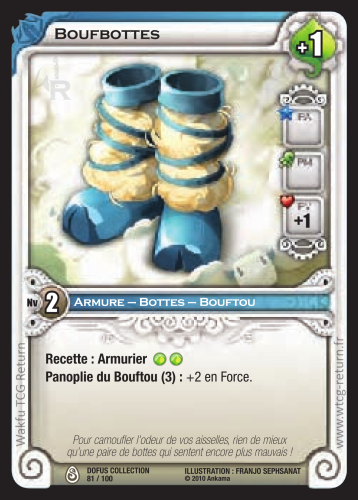 BOUFBOTTES
+1
R
PA
PM
PV
+1
Nv 2 ARMURE – BOTTES – BOUFTOU
Recette : Armurier
Panoplie du Bouftou (3) : +2 en Force.
Pour camoufler l'odeur de vos aisselles, rien de mieux
qu'une paire de bottes qui sentent encore plus mauvais !
DOFUS COLLECTION
81 / 100
ILLUSTRATION : FRANJO SEPHSANAT
© 2010 Ankama
Wakfu TCG Return
www.wtcg-return.fr